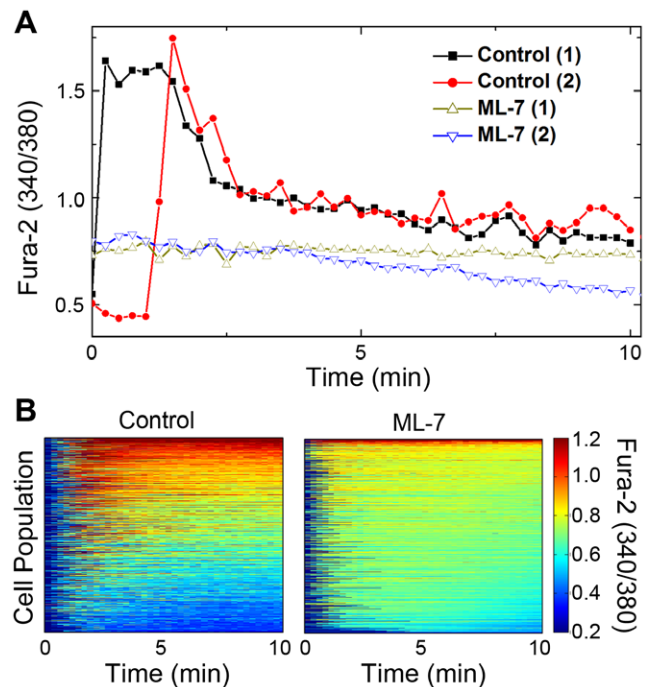 A
Fura-2 (340/380)
1.5
1.0
0.5
Control (1)
Control (2)
ML-7 (1)
ML-7 (2)
0
5
10
Time (min)
B
Control
ML-7
Cell Population
0
5
10
Time (min)
0
5
10
Time (min)
1.2
1.0
0.8
0.6
0.4
0.2
Fura-2 (340/380)